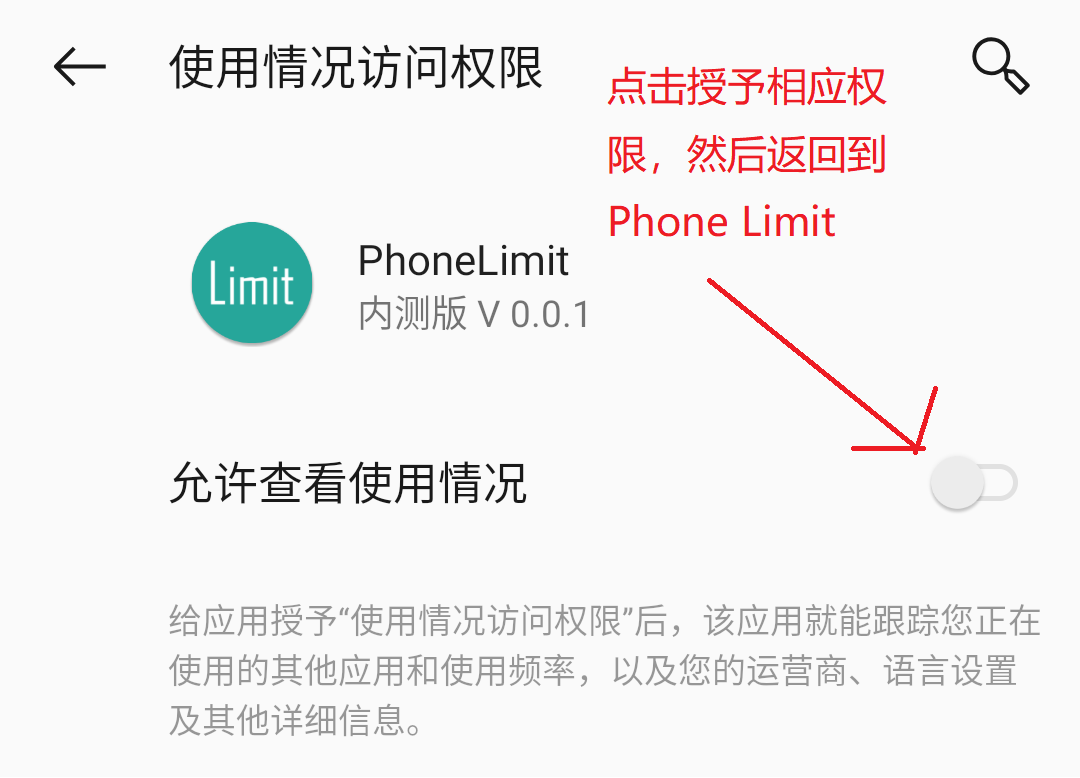 使用情况访问权限
点击授予相应权
限，然后返回到
Phone Limit
Limit
PhoneLimit
内测版 V 0.0.1
允许查看使用情况
给应用授予“使用情况访问权限”后，该应用就能跟踪您正在
使用的其他应用和使用频率，以及您的运营商、语言设置
及其他详细信息。